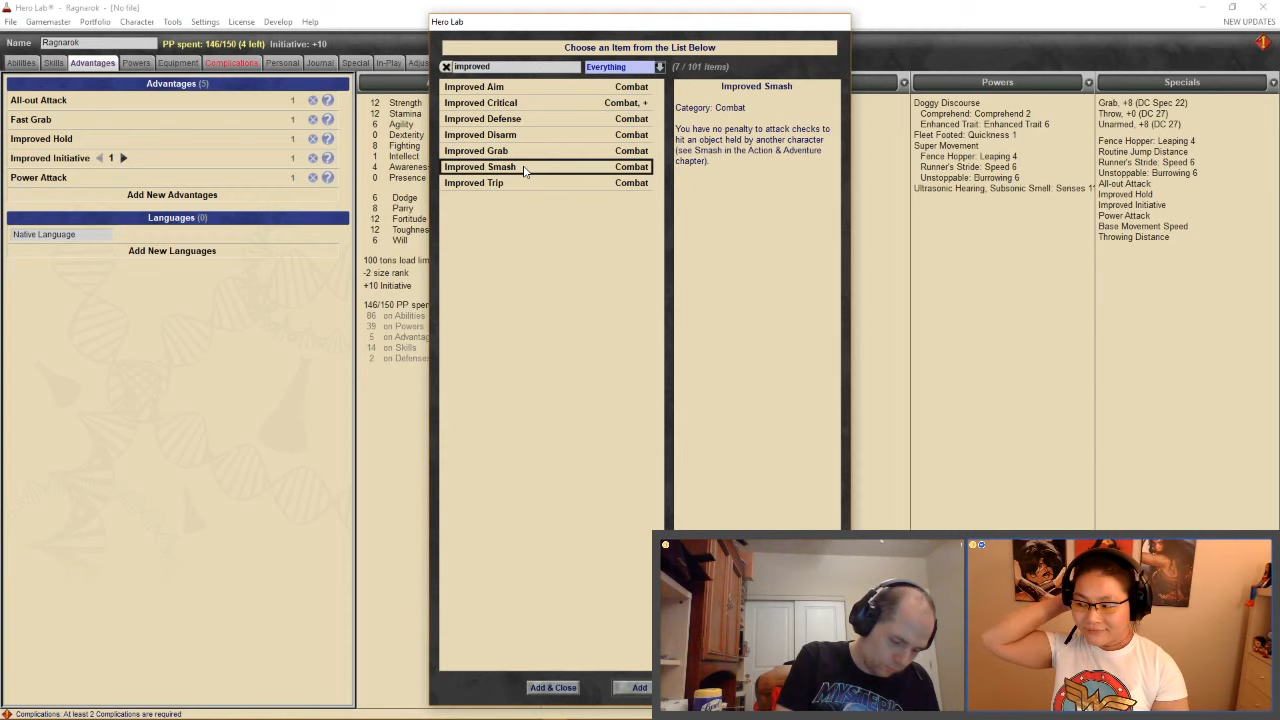 Hero Lab® - Ragnarok - [No file]
File Gamemaster Portfolio Character Tools Settings License Develop Help
NEW UPDATES
Name Ragnarok PP spent: 146/150 (4 left) Initiative: +10
Abilities Skills Advantages Powers Equipment Complications Personal Journal Special In-Play Adjus
Advantages (5)
All-out Attack 1
Fast Grab 1
Improved Hold 1
Improved Initiative 1 1
Power Attack 1
Add New Advantages
Languages (0)
Native Language
Add New Languages
12 Strength
12 Stamina
6 Agility
0 Dexterity
8 Fighting
1 Intellect
4 Awarenes
0 Presence
6 Dodge
8 Parry
12 Fortitude
12 Toughnes
6 Will
100 tons load lim
-2 size rank
+10 Initiative
146/150 PP spen
86 on Abilities
39 on Powers
5 on Advantag
14 on Skills
2 on Defenses
Hero Lab
Choose an Item from the List Below
improved Everything (7 / 101 items)
Improved Aim Combat
Improved Critical Combat, +
Improved Defense Combat
Improved Disarm Combat
Improved Grab Combat
Improved Smash Combat
Improved Trip Combat
Improved Smash
Category: Combat
You have no penalty to attack checks to
hit an object held by another character
(see Smash in the Action & Adventure
chapter).
Add & Close Add
Powers
Doggy Discourse
Comprehend: Comprehend 2
Enhanced Trait: Enhanced Trait 6
Fleet Footed: Quickness 1
Super Movement
Fence Hopper: Leaping 4
Runner's Stride: Speed 6
Unstoppable: Burrowing 6
Ultrasonic Hearing, Subsonic Smell: Senses 1
Specials
Grab, +8 (DC Spec 22)
Throw, +0 (DC 27)
Unarmed, +8 (DC 27)
Fence Hopper: Leaping 4
Routine Jump Distance
Runner's Stride: Speed 6
Unstoppable: Burrowing 6
All-out Attack
Improved Hold
Improved Initiative
Power Attack
Base Movement Speed
Throwing Distance
Complications: At least 2 Complications are required